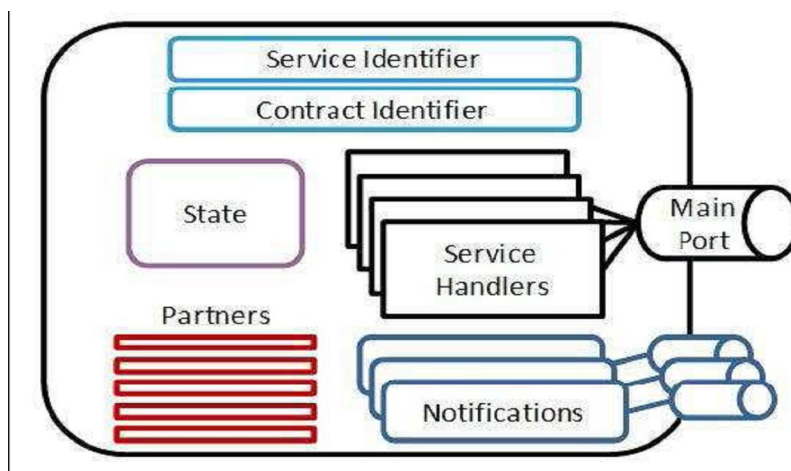 Service Identifier
Contract Identifier
State
Service
Handlers
Main
Port
Partners
Notifications